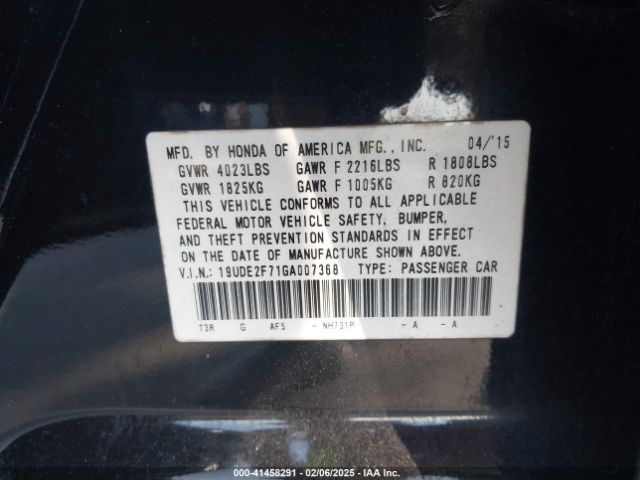 MFD. BY HONDA OF AMERICA MFG., INC. 04/'15
GVWR 4023LBS GAWR F 2216LBS R 1808LBS
GVWR 1825KG GAWR F 1005KG R 820KG
THIS VEHICLE CONFORMS TO ALL APPLICABLE
FEDERAL MOTOR VEHICLE SAFETY, BUMPER,
AND THEFT PREVENTION STANDARDS IN EFFECT
ON THE DATE OF MANUFACTURE SHOWN ABOVE.
V.I.N.: 19UDE2F71GA007368 TYPE: PASSENGER CAR
T3R G AF5 - NH731P - A - A
000-41458291 - 02/06/2025 - IAA Inc.